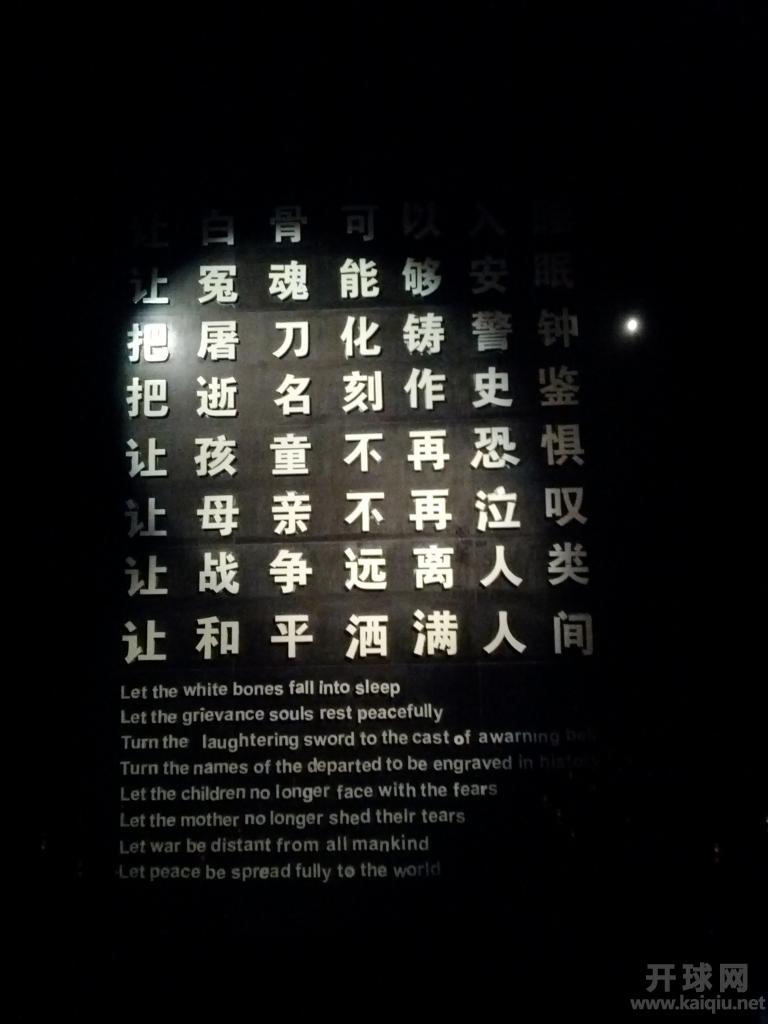 让白骨可以入睡
让冤魂能够安眠
把屠刀化铸警钟
把逝名刻作史鉴
让孩童不再恐惧
让母亲不再泣叹
让战争远离人类
让和平洒满人间
Let the white bones fall into sleep
Let the grievance souls rest peacefully
Turn the laughtering sword to the cast of awarning bell
Turn the names of the departed to be engraved in history
Let the children no longer face with the fears
Let the mother no longer shed their tears
Let war be distant from all mankind
Let peace be spread fully to the world
开球网
www.kaiqiu.net